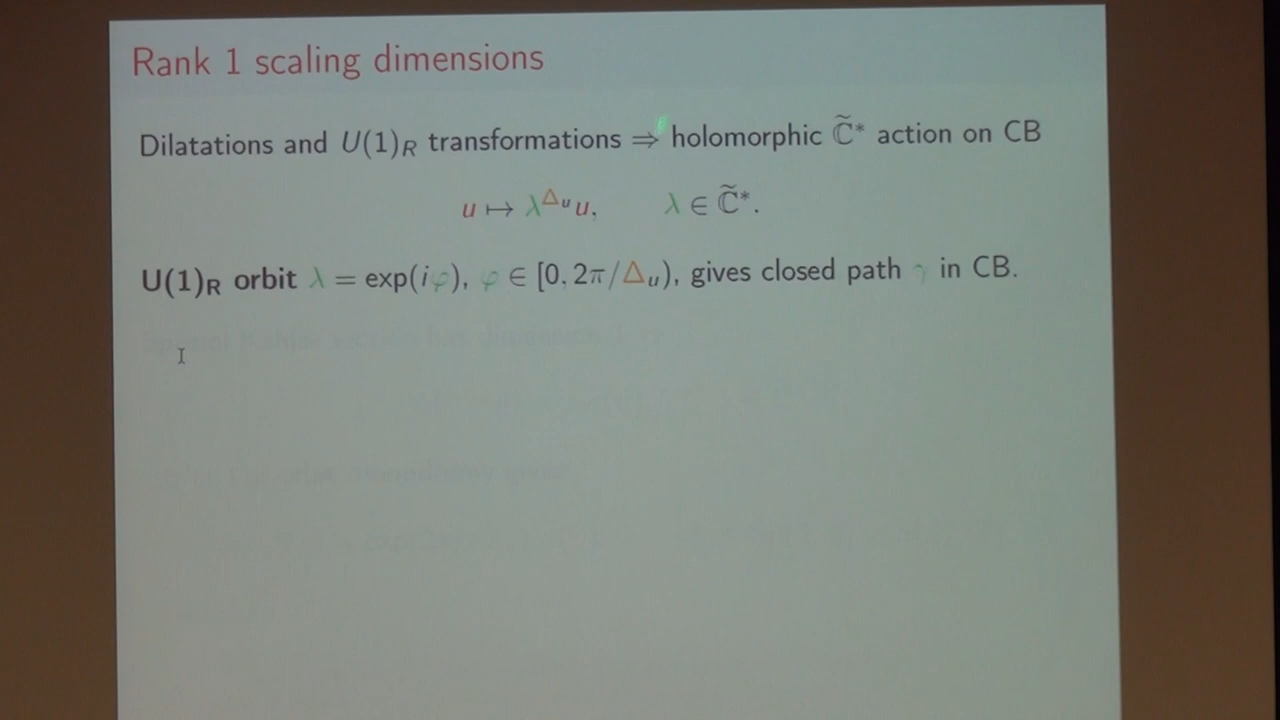 Rank 1 scaling dimensions
Dilatations and U(1)_R transformations ⇒ holomorphic ℂ̃* action on CB
u ↦ λ^{Δ_u} u, λ ∈ ℂ̃*.
U(1)_R orbit λ = exp(iφ), φ ∈ [0, 2π/Δ_u), gives closed path γ in CB.